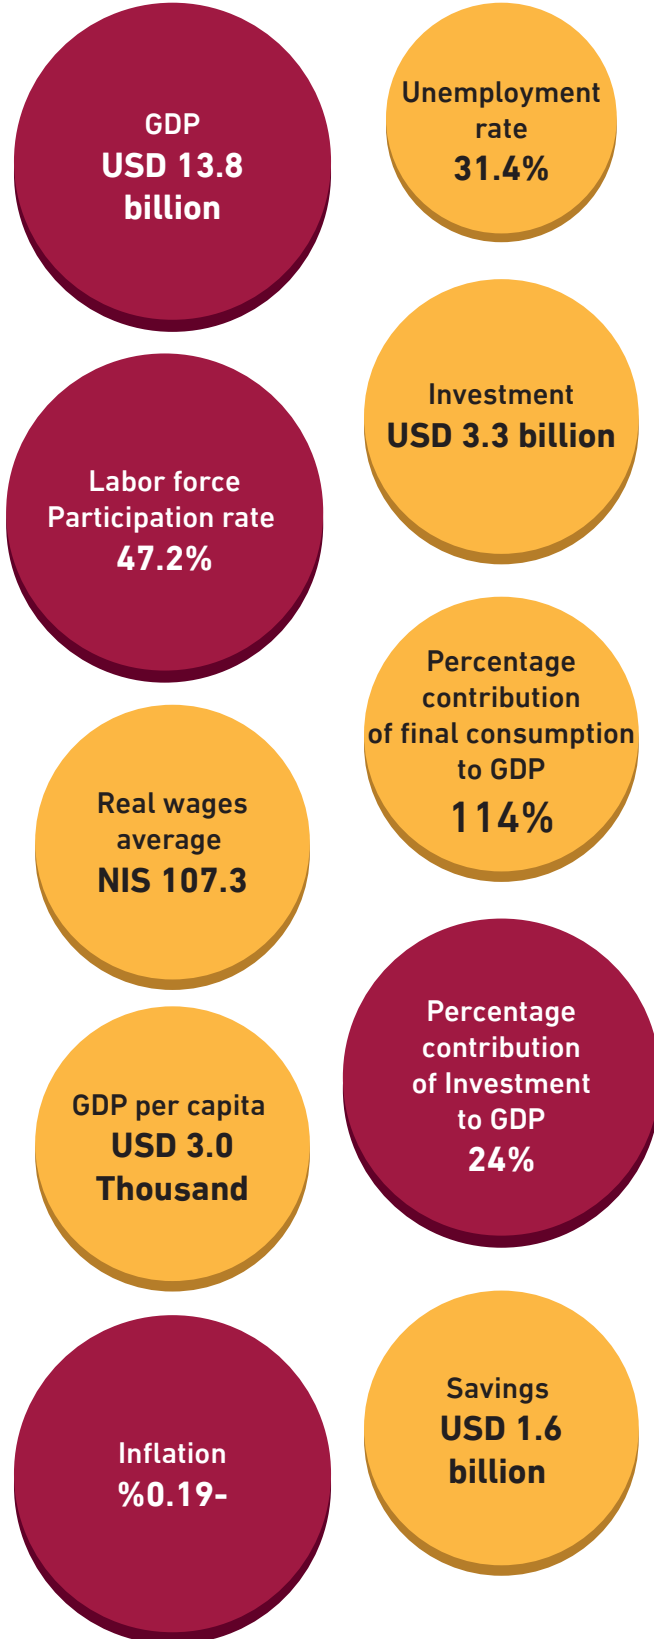 GDP
USD 13.8
billion
Unemployment
rate
31.4%
Labor force
Participation rate
47.2%
Investment
USD 3.3 billion
Real wages
average
NIS 107.3
Percentage
contribution
of final consumption
to GDP
114%
GDP per capita
USD 3.0
Thousand
Percentage
contribution
of Investment
to GDP
24%
Inflation
%0.19-
Savings
USD 1.6
billion